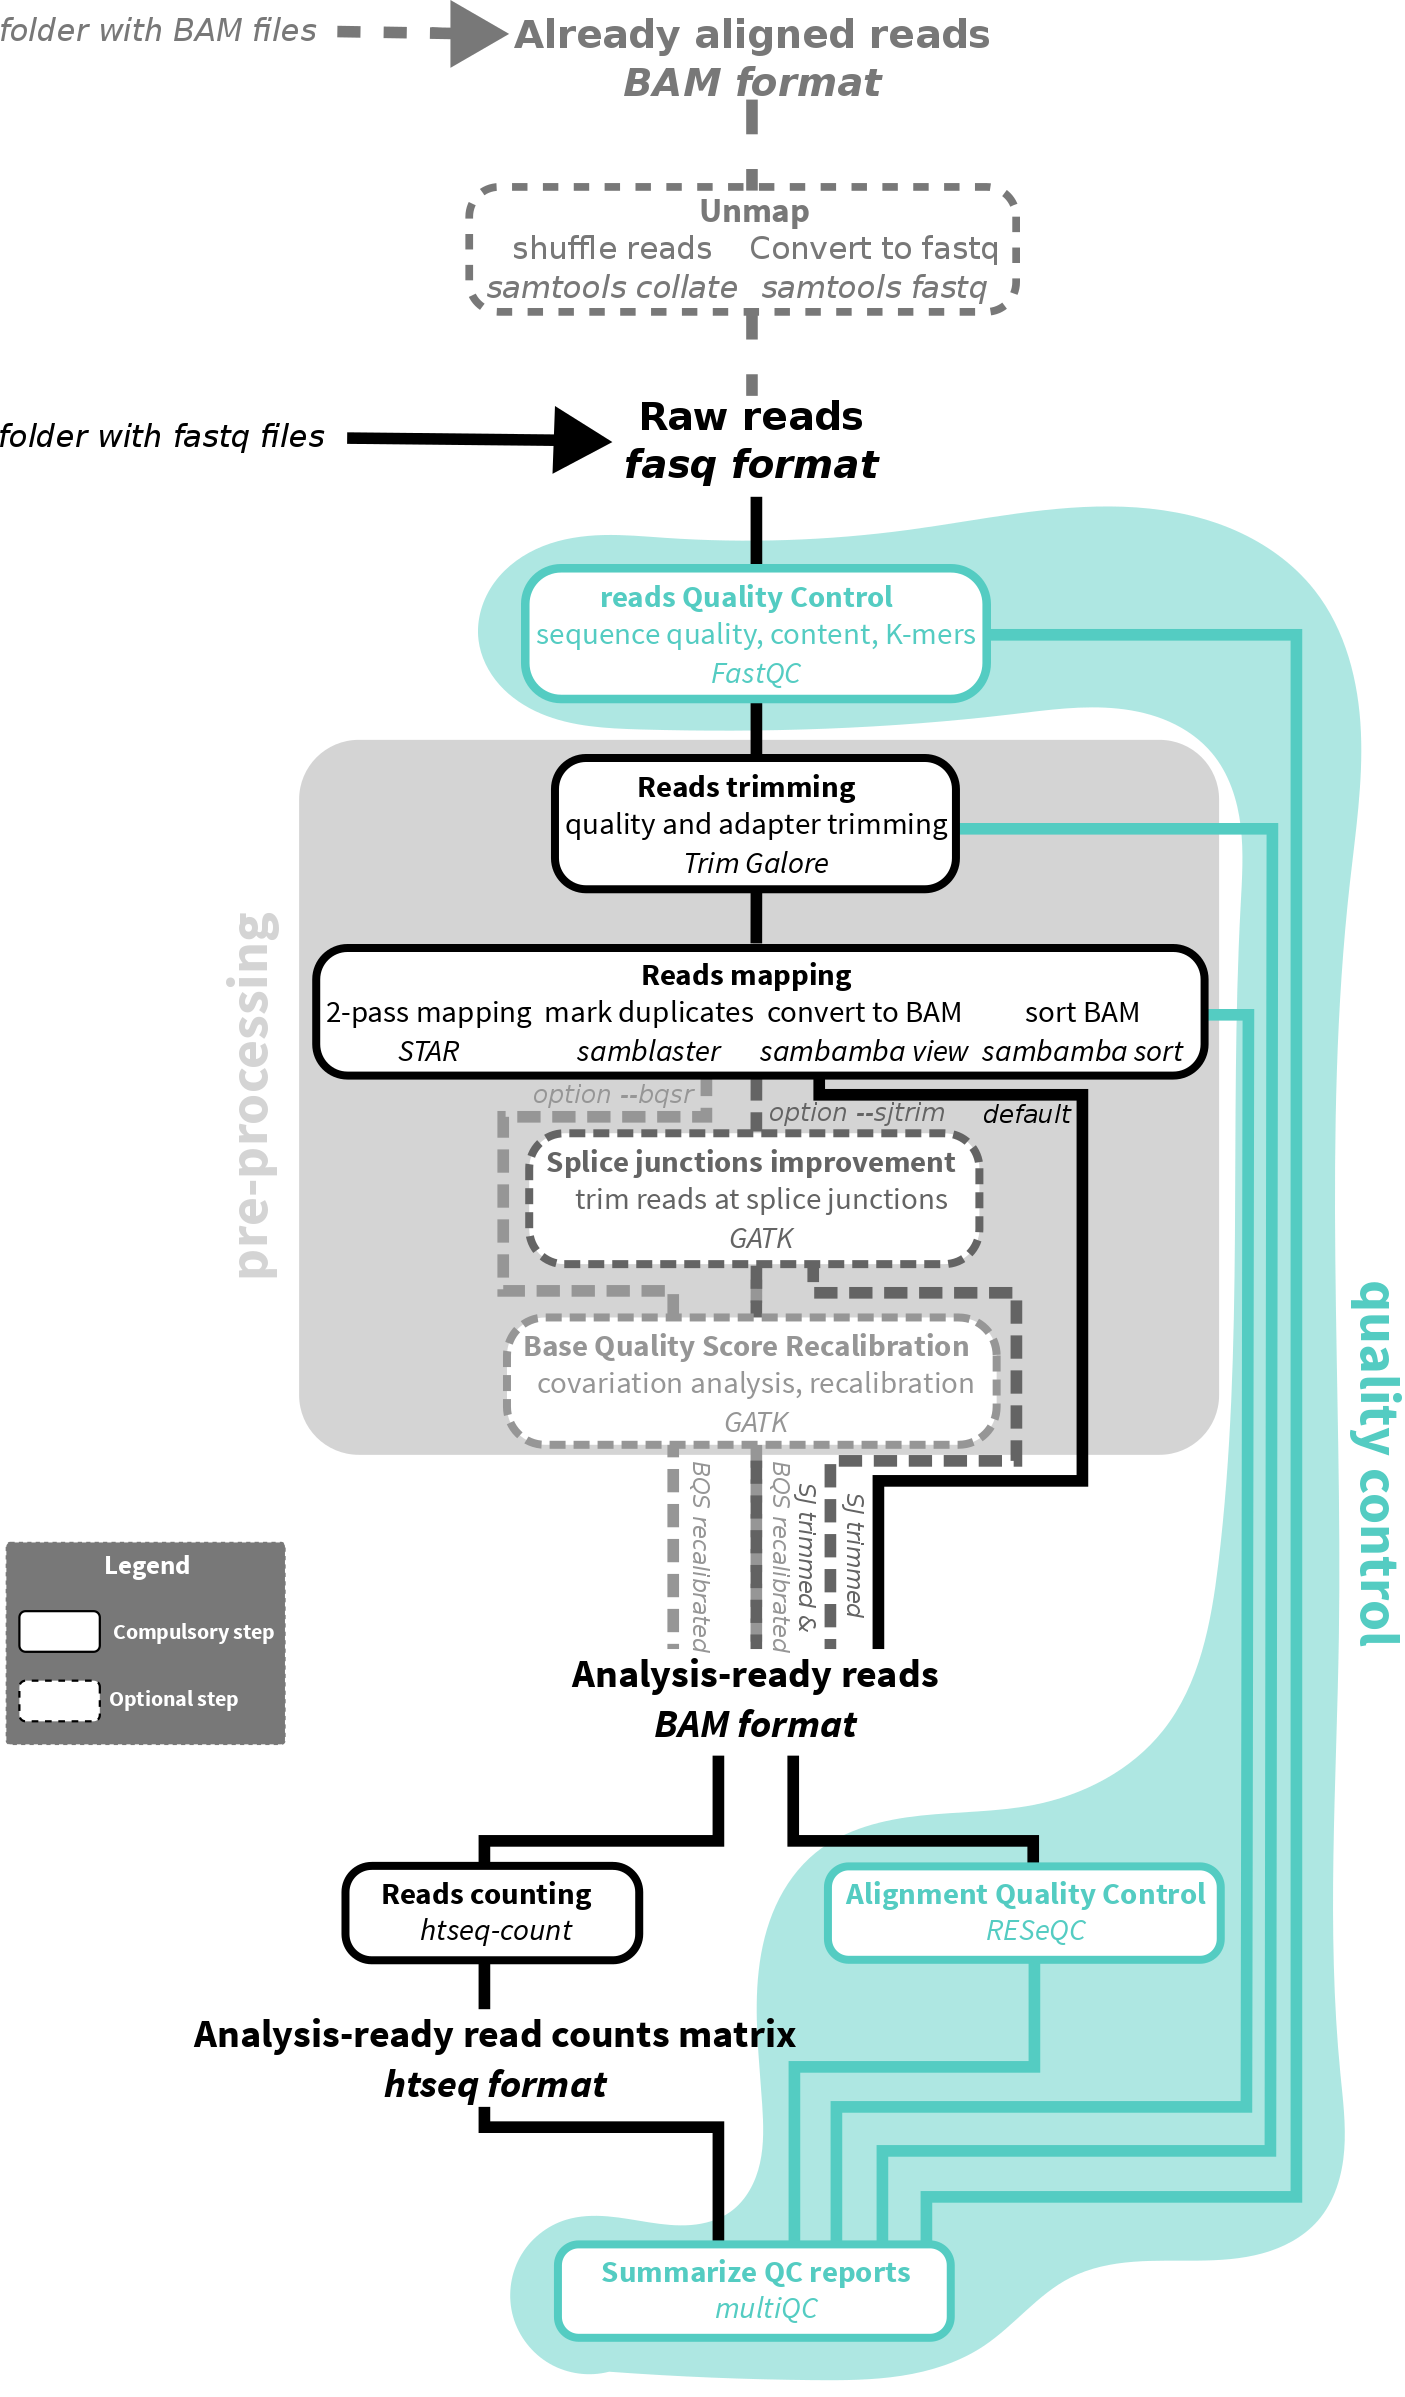 folder with BAM files
Already aligned reads
BAM format
Unmap
shuffle reads Convert to fastq
samtools collate samtools fastq
folder with fastq files
Raw reads
fasq format
reads Quality Control
sequence quality, content, K-mers
FastQC
pre-processing
Reads trimming
quality and adapter trimming
Trim Galore
Reads mapping
2-pass mapping mark duplicates convert to BAM sort BAM
STAR samblaster sambamba view sambamba sort
option --bqsr
option --sjtrim
default
Splice junctions improvement
trim reads at splice junctions
GATK
Base Quality Score Recalibration
covariation analysis, recalibration
GATK
quality control
BQS recalibrated
SJ trimmed &
BQS recalibrated
SJ trimmed
Legend
Compulsory step
Optional step
Analysis-ready reads
BAM format
Reads counting
htseq-count
Alignment Quality Control
RESeQC
Analysis-ready read counts matrix
htseq format
Summarize QC reports
multiQC